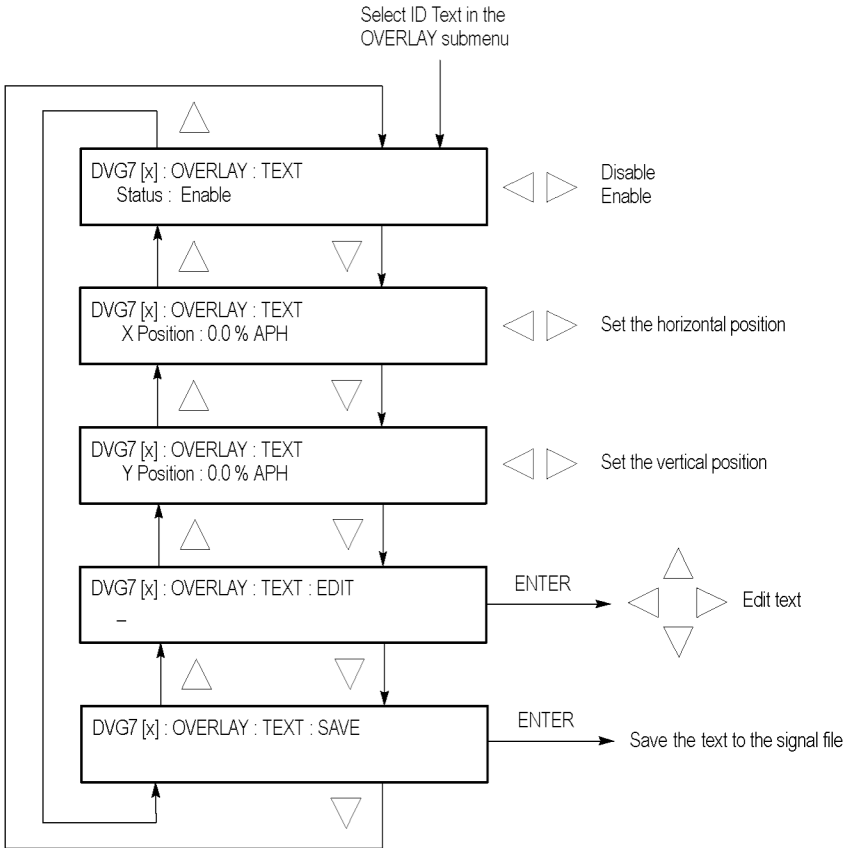 Select ID Text in the
OVERLAY submenu
DVG7 [x] : OVERLAY : TEXT
Status : Enable
Disable
Enable
DVG7 [x] : OVERLAY : TEXT
X Position : 0.0 % APH
Set the horizontal position
DVG7 [x] : OVERLAY : TEXT
Y Position : 0.0 % APH
Set the vertical position
DVG7 [x] : OVERLAY : TEXT : EDIT
_
ENTER
Edit text
DVG7 [x] : OVERLAY : TEXT : SAVE
ENTER
Save the text to the signal file